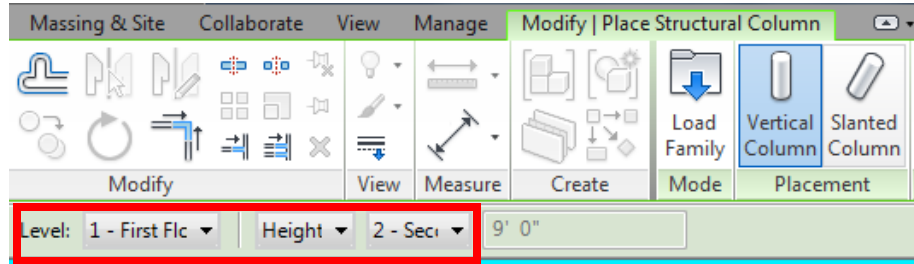 Massing & Site Collaborate View Manage Modify | Place Structural Column
Load Family
Vertical Column
Slanted Column
Modify View Measure Create Mode Placement
Level: 1 - First Flc Height 2 - Sec 9' 0"